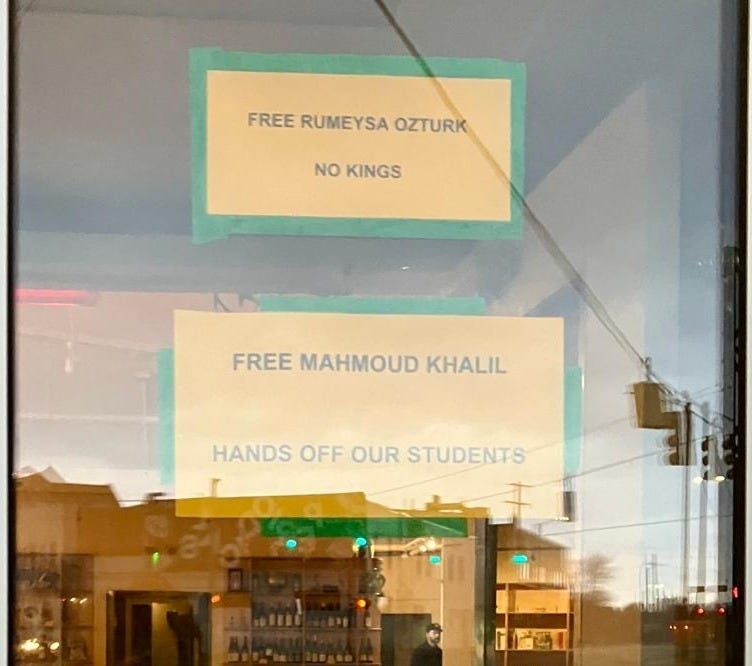 FREE RUMEYSA OZTURK
NO KINGS
FREE MAHMOUD KHALIL
HANDS OFF OUR STUDENTS